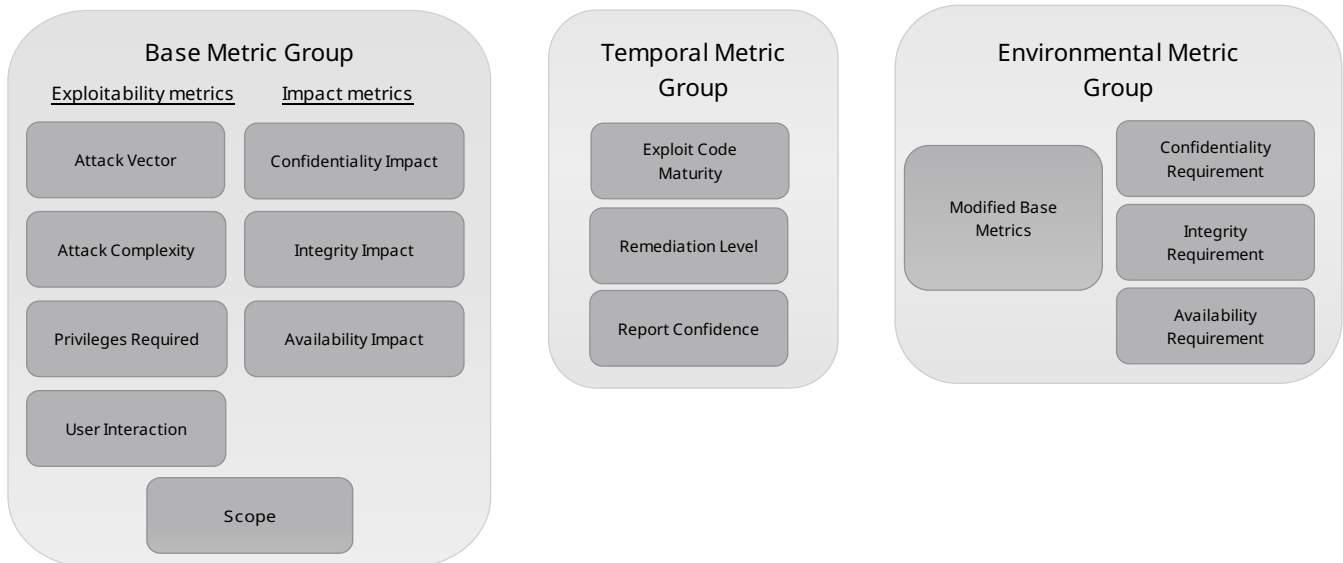 Base Metric Group
Exploitability metrics
Impact metrics
Attack Vector
Confidentiality Impact
Attack Complexity
Integrity Impact
Privileges Required
Availability Impact
User Interaction
Scope
Temporal Metric
Group
Exploit Code
Maturity
Remediation Level
Report Confidence
Environmental Metric
Group
Modified Base
Metrics
Confidentiality
Requirement
Integrity
Requirement
Availability
Requirement